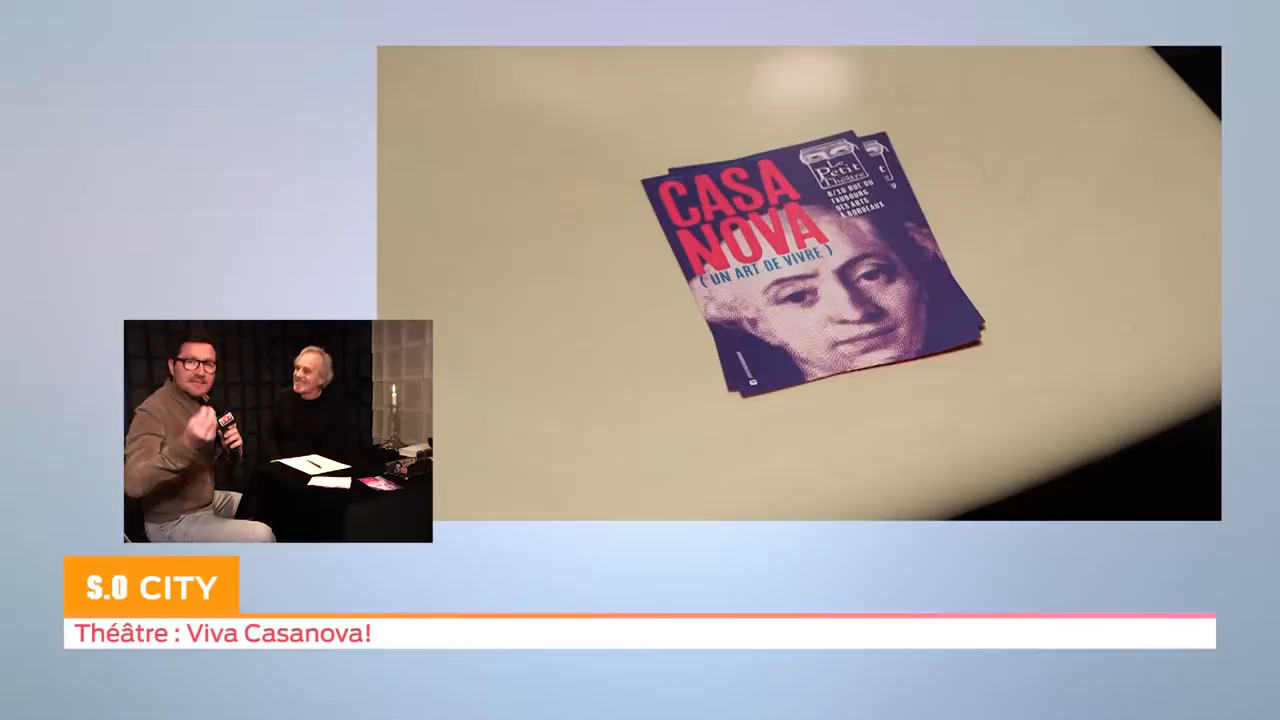 CASA
NOVA
( UN ART DE VIVRE )
Le
Petit
Théâtre
8/10 RUE DU
FAUBOURG
DES ARTS
À BORDEAUX
S.O CITY
Théâtre : Viva Casanova!